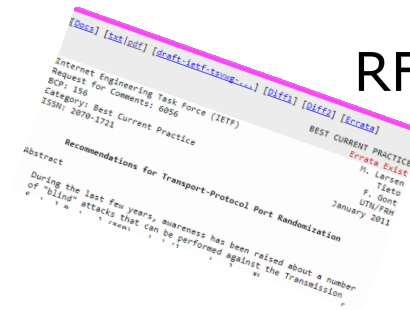 [Docs] [txt|pdf] [draft-ietf-tsvwg-...] [Diff1] [Diff2] [Errata]
RF
BEST CURRENT PRACTICE
Errata Exist
Internet Engineering Task Force (IETF)
M. Larsen
Request for Comments: 6056
Tieto
BCP: 156
F. Gont
Category: Best Current Practice
UTN/FRH
ISSN: 2070-1721
January 2011
Recommendations for Transport-Protocol Port Randomization
Abstract
During the last few years, awareness has been raised about a number
of "blind" attacks that can be performed against the Transmission